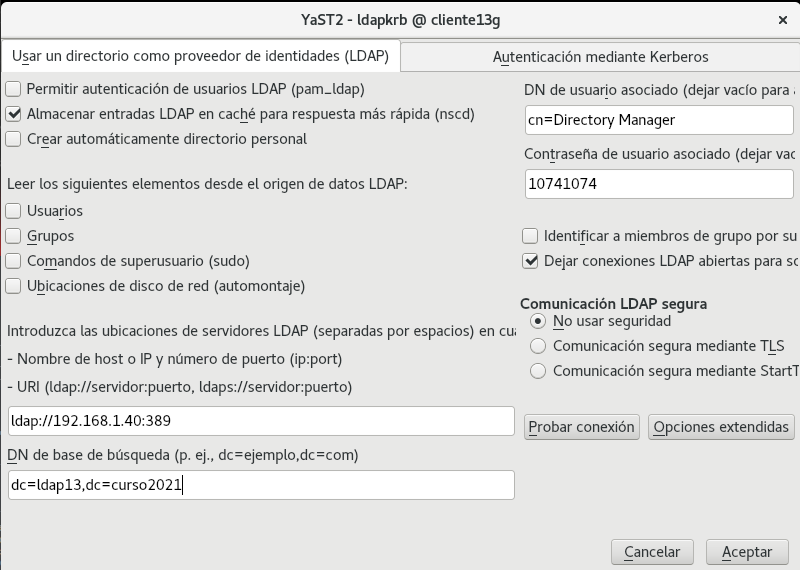 YaST2 - ldapkrb @ cliente13g
Usar un directorio como proveedor de identidades (LDAP)
Autenticación mediante Kerberos
Permitir autenticación de usuarios LDAP (pam_ldap)
Almacenar entradas LDAP en caché para respuesta más rápida (nscd)
Crear automáticamente directorio personal
Leer los siguientes elementos desde el origen de datos LDAP:
Usuarios
Grupos
Comandos de superusuario (sudo)
Ubicaciones de disco de red (automontaje)
Introduzca las ubicaciones de servidores LDAP (separadas por espacios) en cu
- Nombre de host o IP y número de puerto (ip:port)
- URI (ldap://servidor:puerto, ldaps://servidor:puerto)
ldap://192.168.1.40:389
DN de base de búsqueda (p. ej., dc=ejemplo,dc=com)
dc=ldap13,dc=curso2021
DN de usuario asociado (dejar vacío para a
cn=Directory Manager
Contraseña de usuario asociado (dejar vac
10741074
Identificar a miembros de grupo por su
Dejar conexiones LDAP abiertas para so
Comunicación LDAP segura
No usar seguridad
Comunicación segura mediante TLS
Comunicación segura mediante StartT
Probar conexión
Opciones extendidas
Cancelar
Aceptar